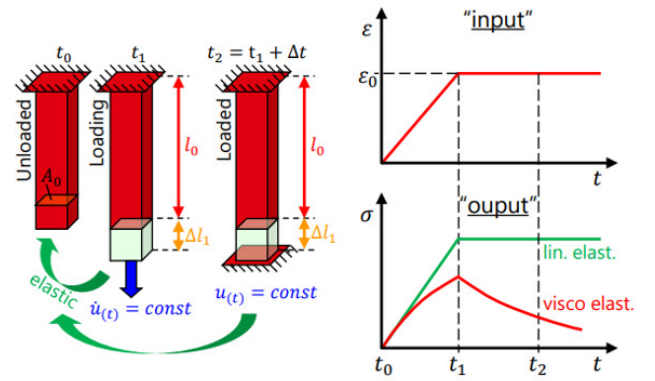 t₀
t₁
t₂ = t₁ + Δt
Unloaded
A₀
Loading
l₀
Δl₁
Loaded
l₀
Δl₁
elastic
u̇₍t₎ = const
u₍t₎ = const
"input"
ε
ε₀
t
"ouput"
σ
lin. elast.
visco elast.
t₀
t₁
t₂
t